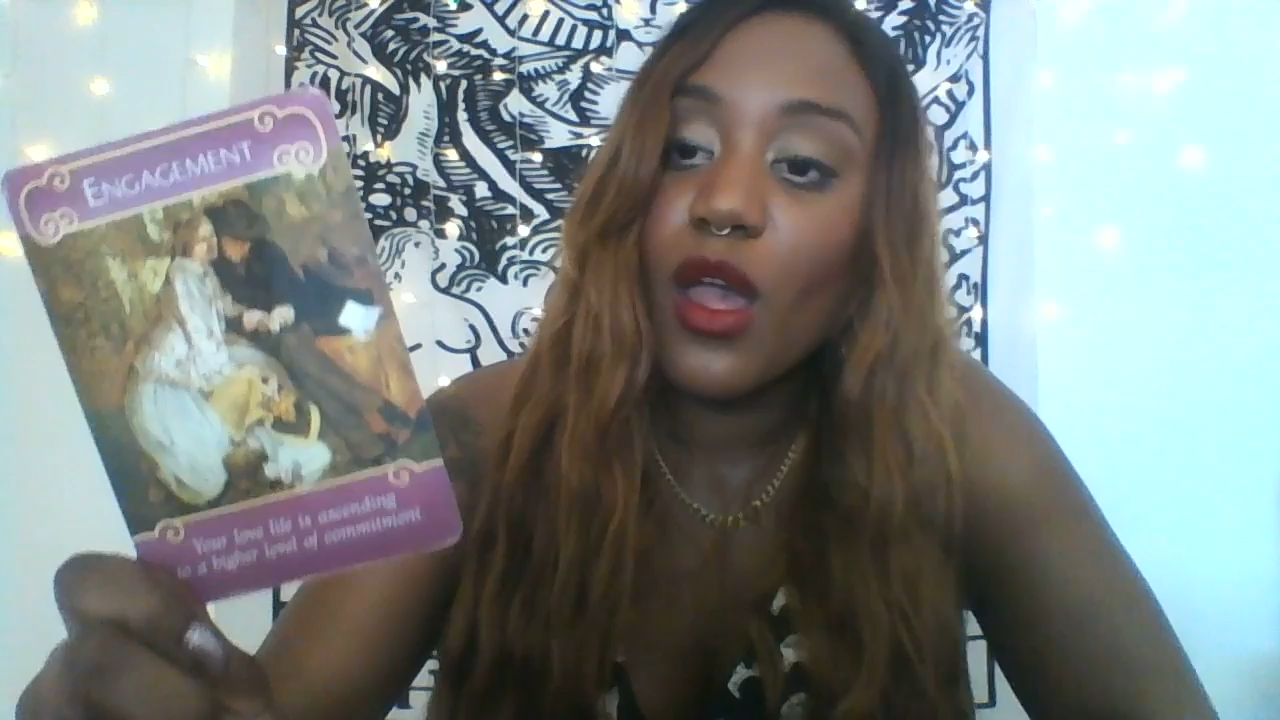 ENGAGEMENT
Your love life is ascending
to a higher level of commitment